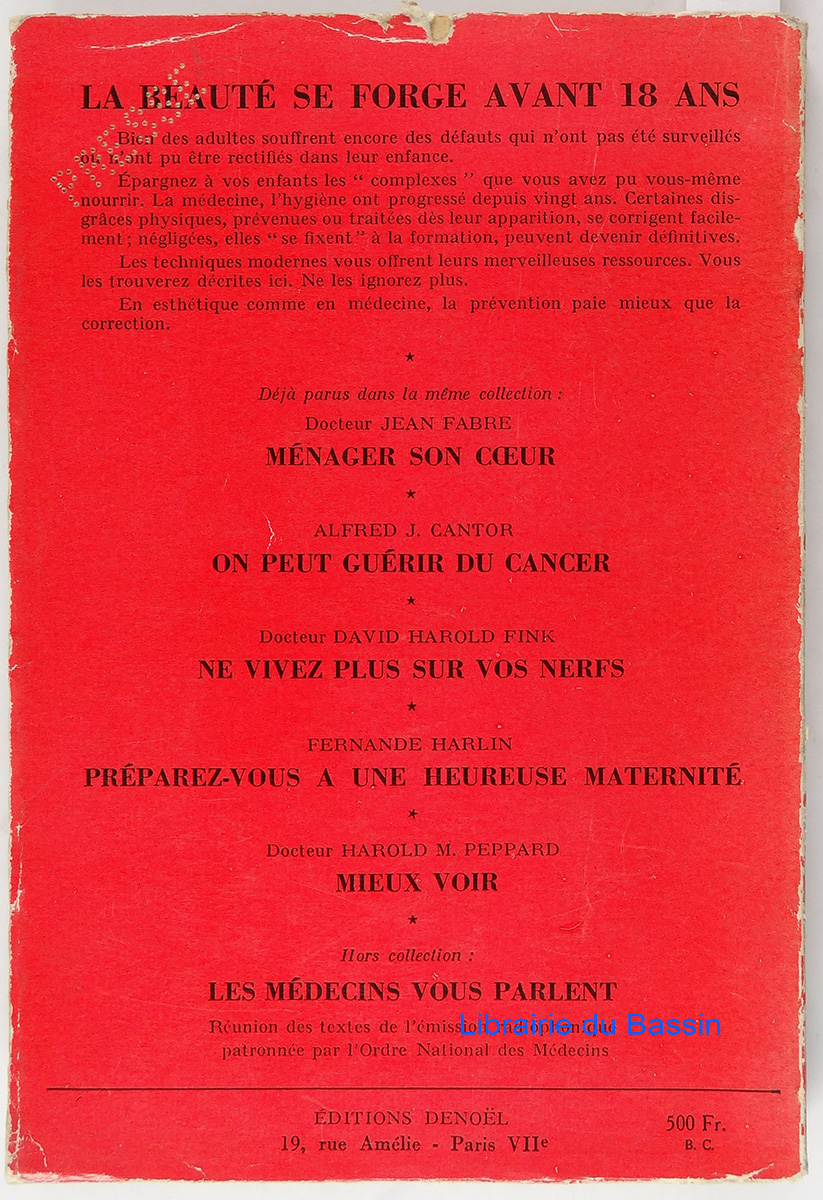 LA BEAUTÉ SE FORGE AVANT 18 ANS
Bien des adultes souffrent encore des défauts qui n'ont pas été surveillés
ou n'ont pu être rectifiés dans leur enfance.
Épargnez à vos enfants les “ complexes ” que vous avez pu vous-même
nourrir. La médecine, l'hygiène ont progressé depuis vingt ans. Certaines dis-
grâces physiques, prévenues ou traitées dès leur apparition, se corrigent facile-
ment ; négligées, elles “ se fixent ” à la formation, peuvent devenir définitives.
Les techniques modernes vous offrent leurs merveilleuses ressources. Vous
les trouverez décrites ici. Ne les ignorez plus.
En esthétique comme en médecine, la prévention paie mieux que la
correction.
★
Déjà parus dans la même collection :
Docteur JEAN FABRE
MÉNAGER SON CŒUR
★
ALFRED J. CANTOR
ON PEUT GUÉRIR DU CANCER
★
Docteur DAVID HAROLD FINK
NE VIVEZ PLUS SUR VOS NERFS
★
FERNANDE HARLIN
PRÉPAREZ-VOUS A UNE HEUREUSE MATERNITÉ
★
Docteur HAROLD M. PEPPARD
MIEUX VOIR
★
Hors collection :
LES MÉDECINS VOUS PARLENT
Réunion des textes de l'émission radiophonique
Librairie du Bassin
patronnée par l'Ordre National des Médecins
ÉDITIONS DENOËL
19, rue Amélie - Paris VIIe
500 Fr.
B. C.